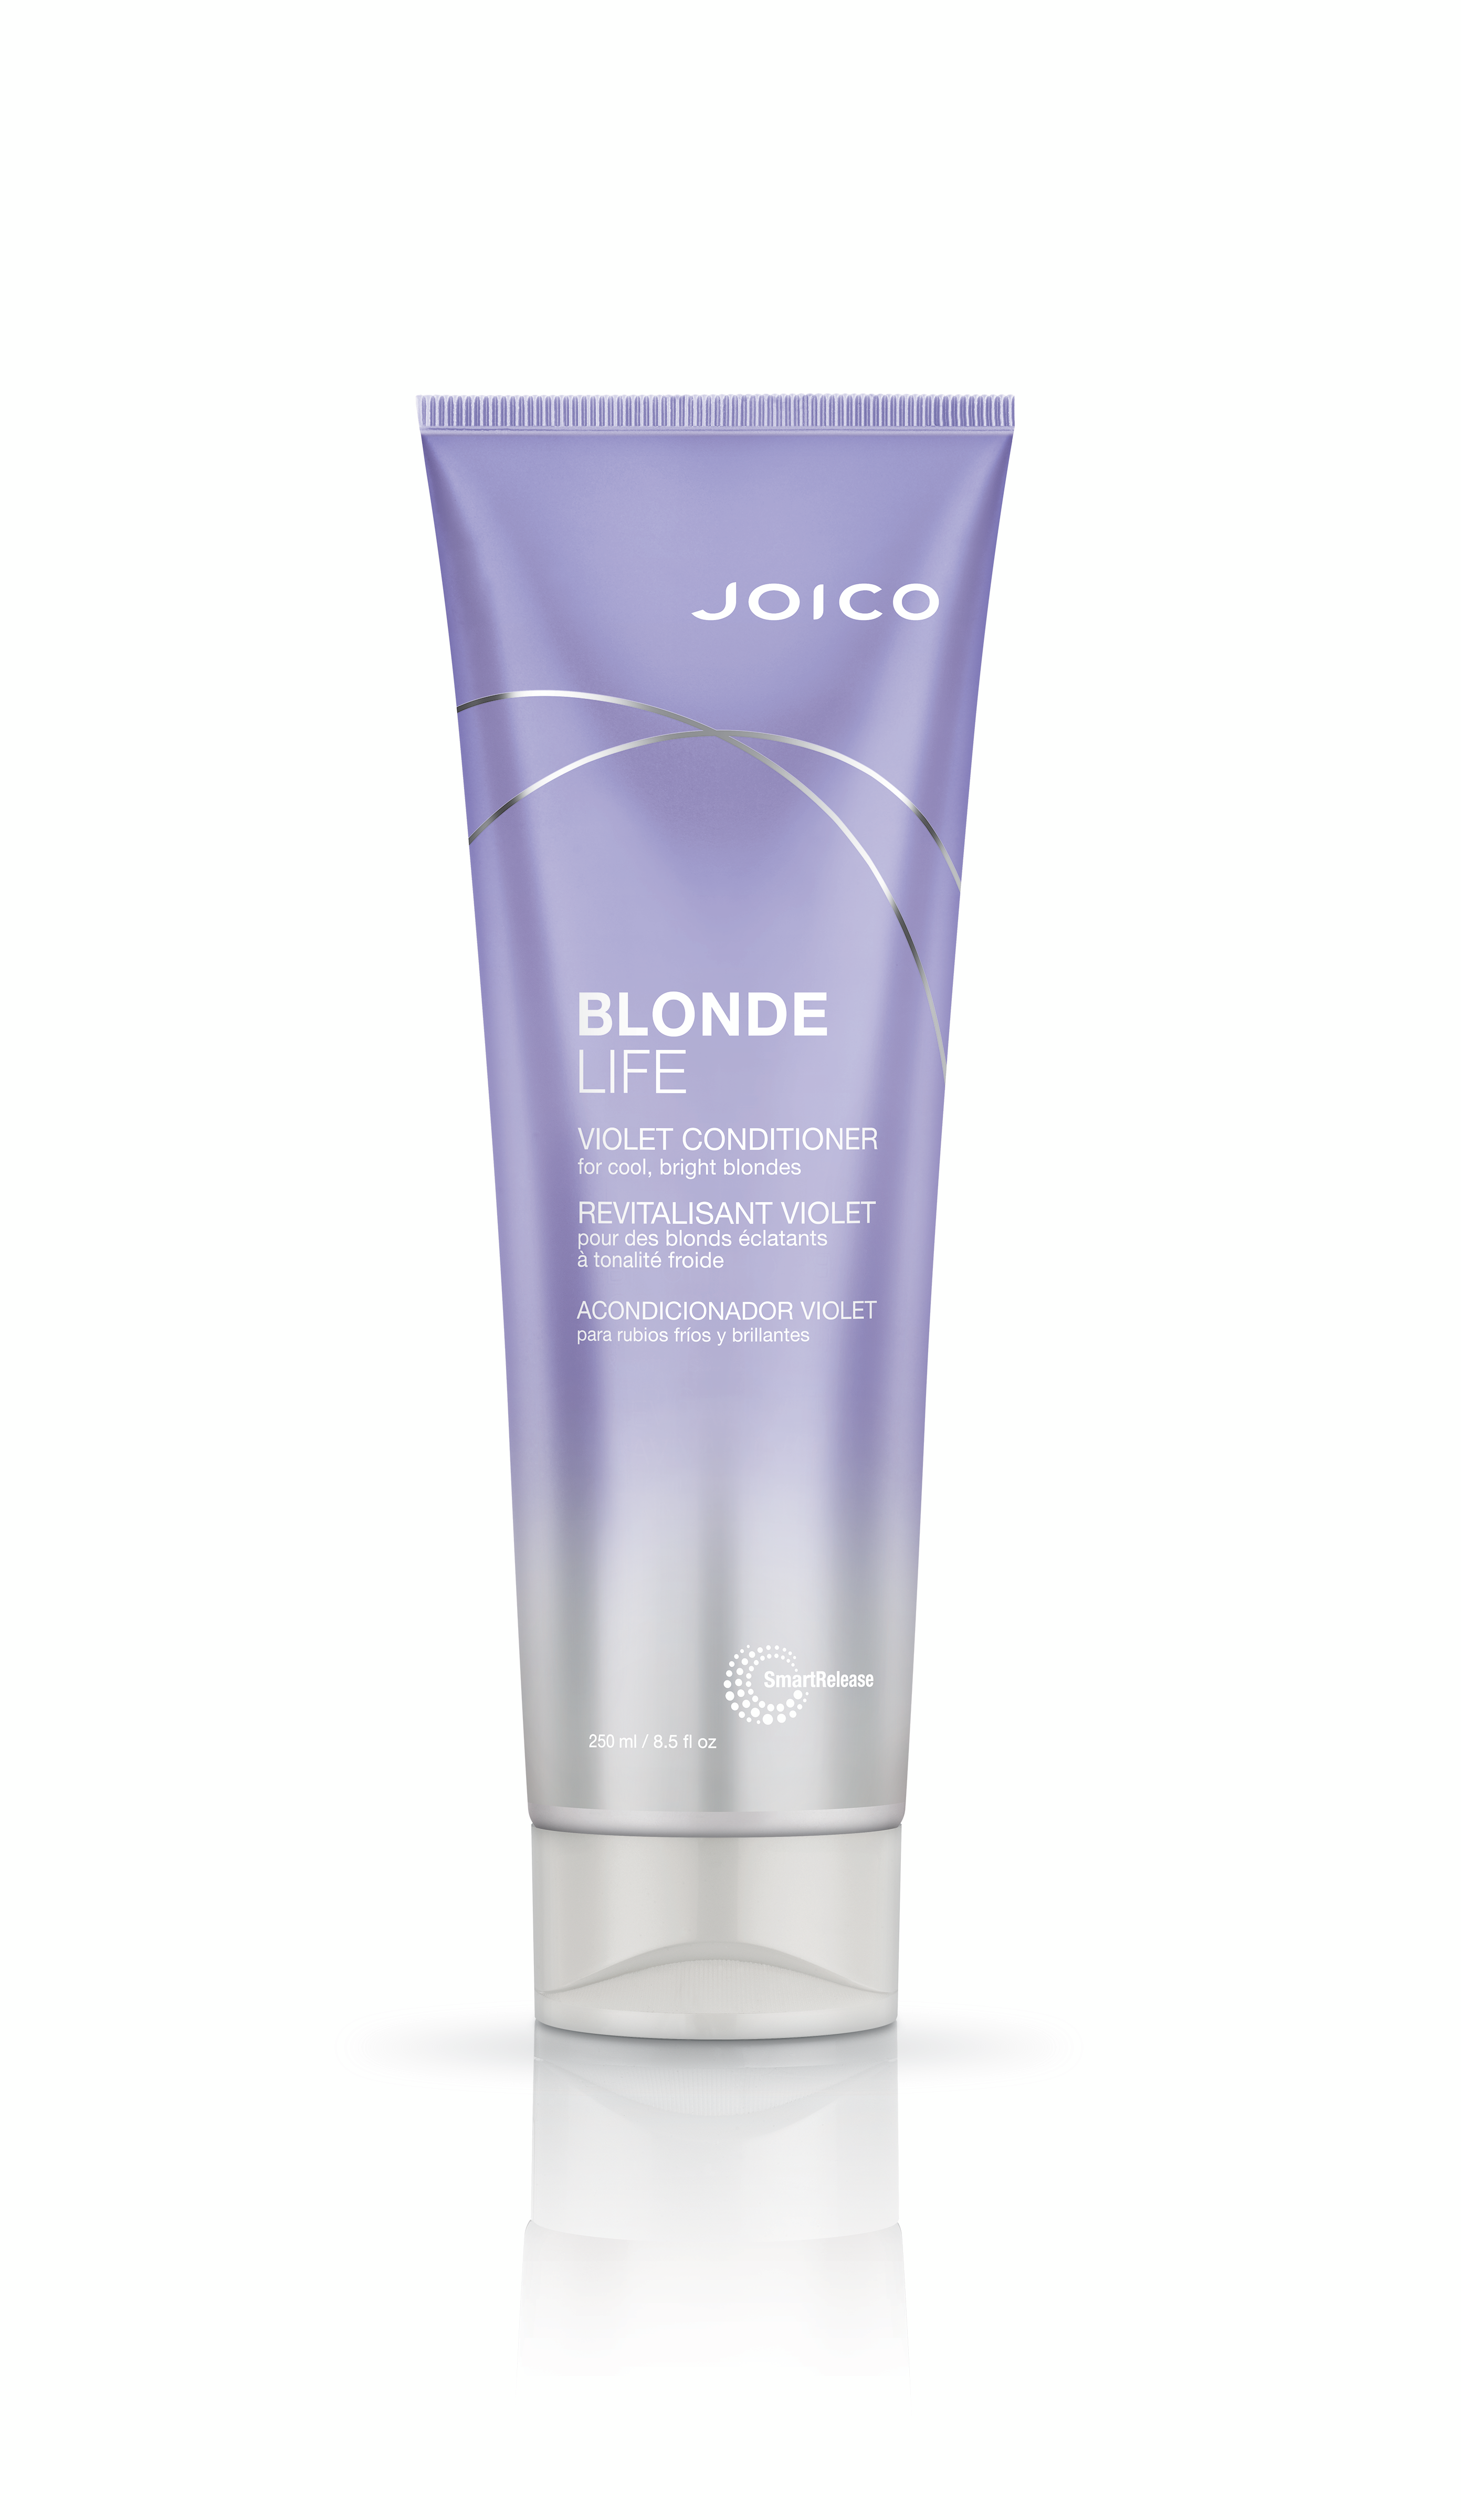 JOICO
BLONDE
LIFE
VIOLET CONDITIONER
for cool, bright blondes
REVITALISANT VIOLET
pour des blonds éclatants
à tonalité froide
ACONDICIONADOR VIOLET
para rubios fríos y brillantes
SmartRelease
250 ml / 8.5 fl oz